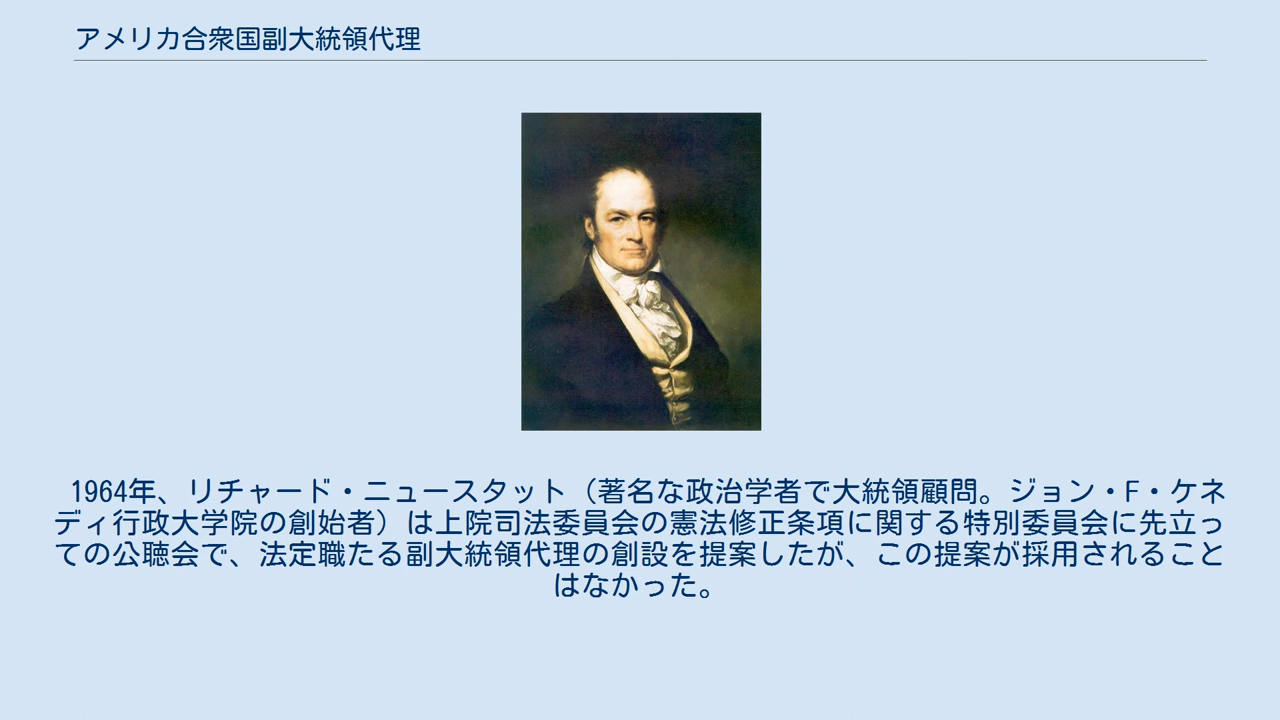 アメリカ合衆国副大統領代理
1964年、リチャード・ニュースタット（著名な政治学者で大統領顧問。ジョン・F・ケネ
ディ行政大学院の創始者）は上院司法委員会の憲法修正条項に関する特別委員会に先立っ
ての公聴会で、法定職たる副大統領代理の創設を提案したが、この提案が採用されること
はなかった。